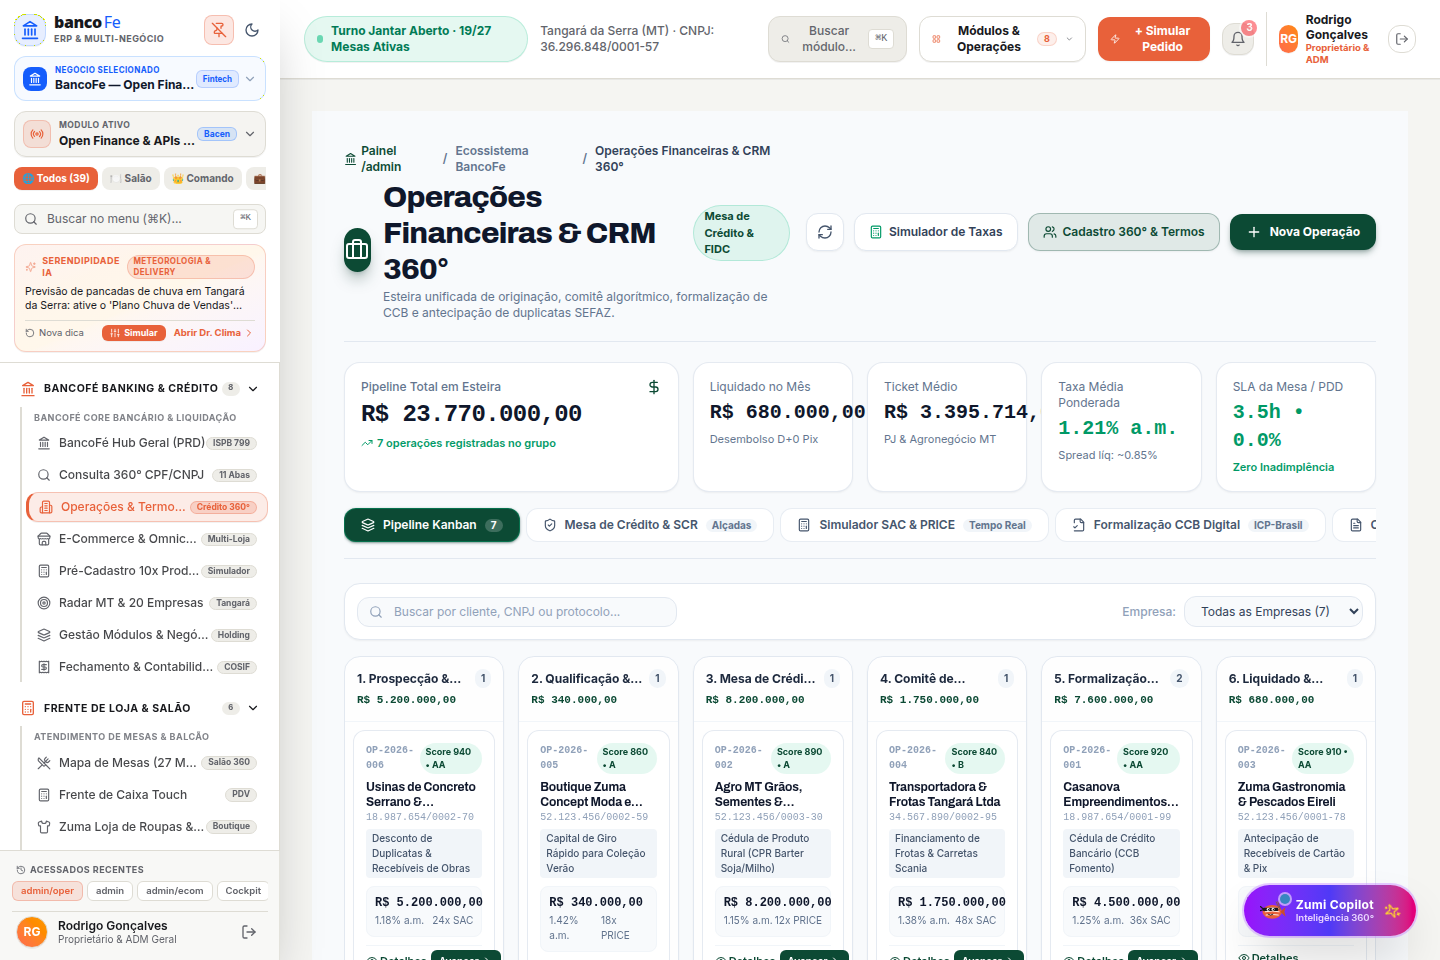 banco Fe
ERP & MULTI-NEGÓCIO
NEGÓCIO SELECIONADO
BancoFe — Open Fina...
Fintech
MÓDULO ATIVO
Open Finance & APIs ...
Bacen
Todos (39)
Salão
Comando
Buscar no menu (⌘K)...
⌘K
SERENDIPIDADE IA
METEOROLOGIA & DELIVERY
Previsão de pancadas de chuva em Tangará
da Serra: ative o 'Plano Chuva de Vendas'...
Nova dica
Simular
Abrir Dr. Clima
BANCOFÉ BANKING & CRÉDITO 8
BANCOFÉ CORE BANCÁRIO & LIQUIDAÇÃO
BancoFé Hub Geral (PRD) ISPB 799
Consulta 360° CPF/CNPJ 11 Abas
Operações & Termo... Crédito 360°
E-Commerce & Omnic... Multi-Loja
Pré-Cadastro 10x Prod... Simulador
Radar MT & 20 Empresas Tangará
Gestão Módulos & Negó... Holding
Fechamento & Contabilid... COSIF
FRENTE DE LOJA & SALÃO 6
ATENDIMENTO DE MESAS & BALCÃO
Mapa de Mesas (27 M... Salão 360
Frente de Caixa Touch PDV
Zuma Loja de Roupas &... Boutique
ACESSADOS RECENTES
admin/oper admin admin/ecom Cockpit
RG
Rodrigo Gonçalves
Proprietário & ADM Geral
Turno Jantar Aberto · 19/27
Mesas Ativas
Tangará da Serra (MT) · CNPJ:
36.296.848/0001-57
Buscar
módulo...
⌘K
Módulos &
Operações
8
+ Simular
Pedido
3
RG
Rodrigo
Gonçalves
Proprietário &
ADM
Painel
/admin
/
Ecossistema
BancoFe
/
Operações Financeiras & CRM
360°
Operações
Financeiras & CRM
360°
Mesa de
Crédito &
FIDC
Esteira unificada de originação, comitê algorítmico, formalização de
CCB e antecipação de duplicatas SEFAZ.
Simulador de Taxas
Cadastro 360° & Termos
Nova Operação
Pipeline Total em Esteira
R$ 23.770.000,00
7 operações registradas no grupo
Liquidado no Mês
R$ 680.000,00
Desembolso D+0 Pix
Ticket Médio
R$ 3.395.714,
PJ & Agronegócio MT
Taxa Média
Ponderada
1.21% a.m.
Spread líq: ~0.85%
SLA da Mesa / PDD
3.5h •
0.0%
Zero Inadimplência
Pipeline Kanban 7
Mesa de Crédito & SCR Alçadas
Simulador SAC & PRICE Tempo Real
Formalização CCB Digital ICP-Brasil
Buscar por cliente, CNPJ ou protocolo...
Empresa:
Todas as Empresas (7)
1. Prospecção &... 1
R$ 5.200.000,00
OP-2026-
006
Score 940
• AA
Usinas de Concreto
Serrano &...
18.987.654/0002-70
Desconto de
Duplicatas &
Recebíveis de Obras
R$ 5.200.000,00
1.18% a.m. 24x SAC
Detalhes
Avançar
2. Qualificação &... 1
R$ 340.000,00
OP-2026-
005
Score 860
• A
Boutique Zuma
Concept Moda e...
52.123.456/0002-59
Capital de Giro
Rápido para Coleção
Verão
R$ 340.000,00
1.42%
a.m.
18x
PRICE
3. Mesa de Crédi... 1
R$ 8.200.000,00
OP-2026-
002
Score 890
• A
Agro MT Grãos,
Sementes &...
52.123.456/0003-30
Cédula de Produto
Rural (CPR Barter
Soja/Milho)
R$ 8.200.000,00
1.15% a.m. 12x PRICE
Detalhes
Avançar
4. Comitê de... 1
R$ 1.750.000,00
OP-2026-
004
Score 840
• B
Transportadora &
Frotas Tangará Ltda
34.567.890/0002-95
Financiamento de
Frotas & Carretas
Scania
R$ 1.750.000,00
1.38% a.m. 48x SAC
Detalhes
Avançar
5. Formalização... 2
R$ 7.600.000,00
OP-2026-
001
Score 920
• AA
Casanova
Empreendimentos...
18.987.654/0001-99
Cédula de Crédito
Bancário (CCB
Fomento)
R$ 4.500.000,00
1.25% a.m. 36x SAC
Detalhes
Avançar
6. Liquidado &... 1
R$ 680.000,00
OP-2026-
003
Score 910 •
AA
Zuma Gastronomia
& Pescados Eireli
52.123.456/0001-78
Antecipação de
Recebíveis de Cartão
& Pix
Detalhes
Zumi Copilot
Inteligência 360°